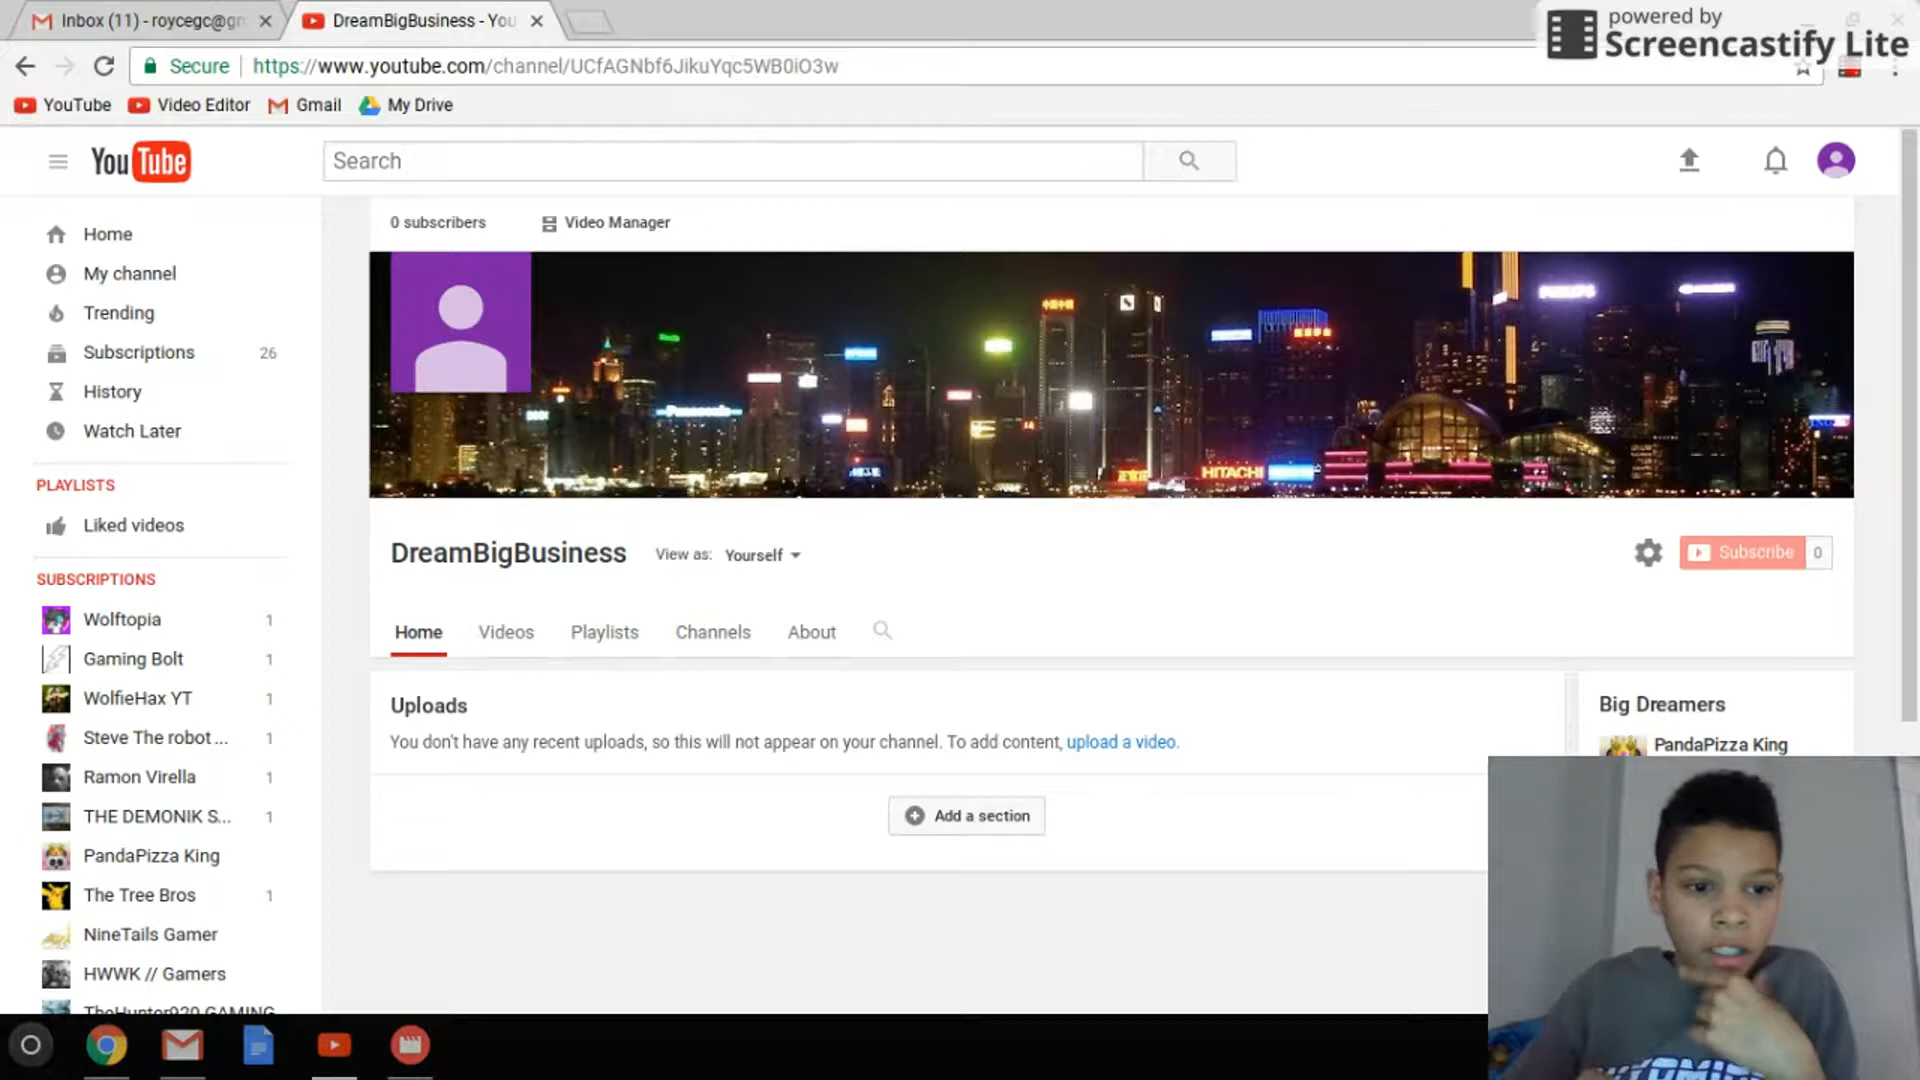 Inbox (11) - roycegc@gm
DreamBigBusiness - You
powered by
Screencastify Lite
Secure
https://www.youtube.com/channel/UCfAGNbf6JikuYqc5WB0iO3w
YouTube
Video Editor
Gmail
My Drive
YouTube
Search
0 subscribers
Video Manager
Home
My channel
Trending
Subscriptions 26
History
Watch Later
PLAYLISTS
Liked videos
SUBSCRIPTIONS
Wolftopia 1
Gaming Bolt 1
WolfieHax YT 1
Steve The robot ... 1
Ramon Virella 1
THE DEMONIK S... 1
PandaPizza King
The Tree Bros 1
NineTails Gamer
HWWK // Gamers
TheHunter920 GAMING
PHILIPS
Panasonic
HITACHI
DreamBigBusiness
View as: Yourself
Subscribe 0
Home
Videos
Playlists
Channels
About
Uploads
You don't have any recent uploads, so this will not appear on your channel. To add content, upload a video.
Add a section
Big Dreamers
PandaPizza King